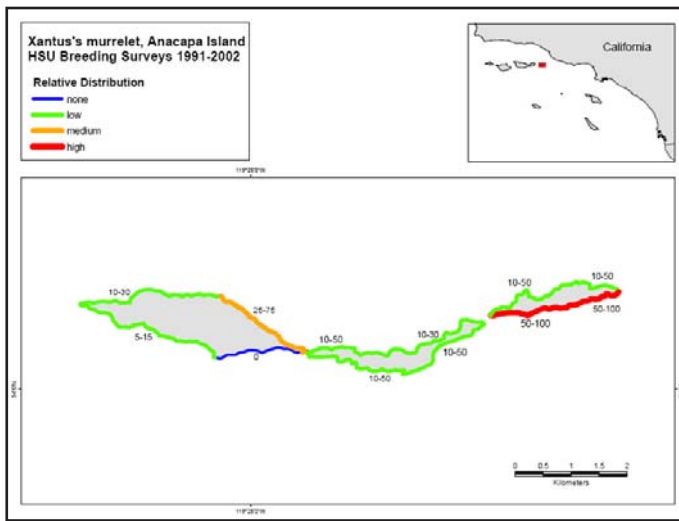 Xantus's murrelet, Anacapa Island
HSU Breeding Surveys 1991-2002
Relative Distribution
none
low
medium
high
California
10-50
10-50
10-30
25-75
50-100
50-100
10-50
10-30
5-15
10-50
0
10-50
0 0.5 1 1.5 2
Kilometers